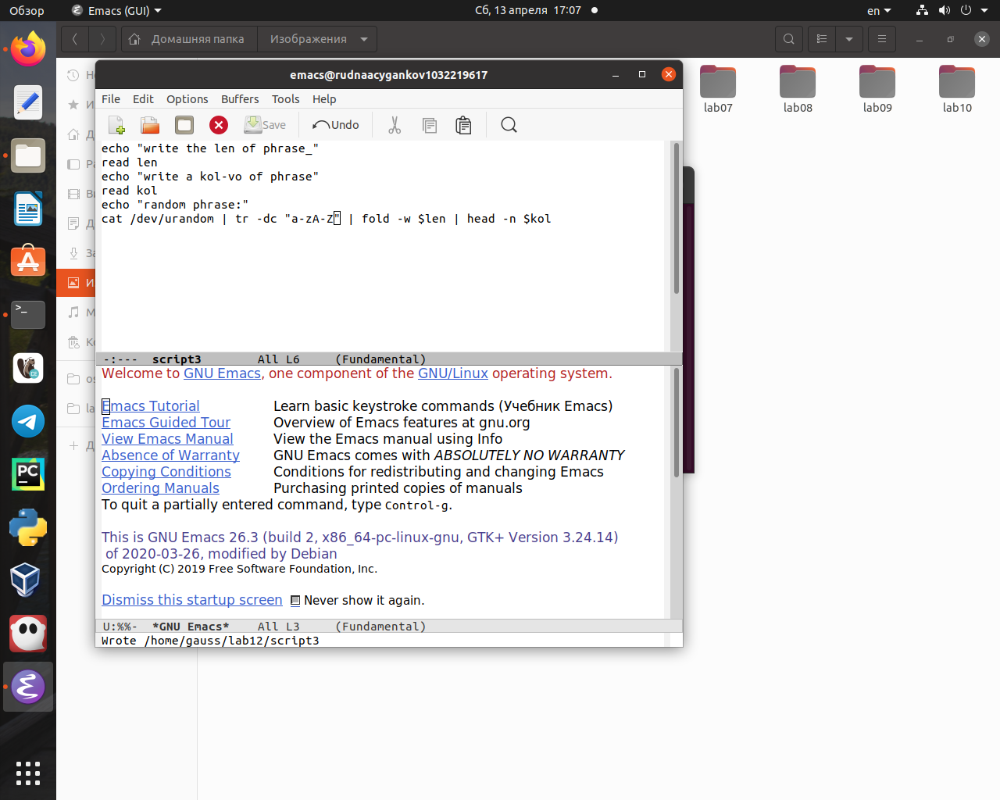 Обзор
Emacs (GUI)
Сб, 13 апреля 17:07
en
Домашняя папка
Изображения
emacs@rudnaacygankov1032219617
File Edit Options Buffers Tools Help
Save
Undo
echo "write the len of phrase_"
read len
echo "write a kol-vo of phrase"
read kol
echo "random phrase:"
cat /dev/urandom | tr -dc "a-zA-Z" | fold -w $len | head -n $kol
-:--- script3 All L6 (Fundamental)
Welcome to GNU Emacs, one component of the GNU/Linux operating system.
Emacs Tutorial Learn basic keystroke commands (Учебник Emacs)
Emacs Guided Tour Overview of Emacs features at gnu.org
View Emacs Manual View the Emacs manual using Info
Absence of Warranty GNU Emacs comes with ABSOLUTELY NO WARRANTY
Copying Conditions Conditions for redistributing and changing Emacs
Ordering Manuals Purchasing printed copies of manuals
To quit a partially entered command, type Control-g.
This is GNU Emacs 26.3 (build 2, x86_64-pc-linux-gnu, GTK+ Version 3.24.14)
of 2020-03-26, modified by Debian
Copyright (C) 2019 Free Software Foundation, Inc.
Dismiss this startup screen Never show it again.
U:%%- *GNU Emacs* All L3 (Fundamental)
Wrote /home/gauss/lab12/script3
lab07
lab08
lab09
lab10